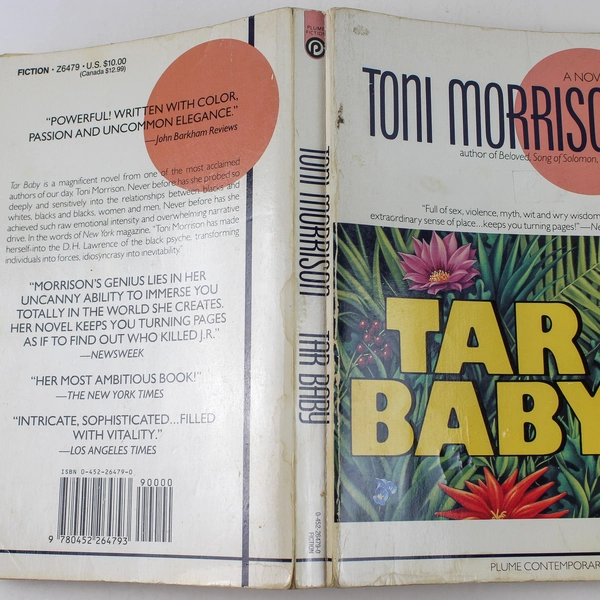 FICTION • Z6479 • U.S. $10.00
(Canada $12.99)
“POWERFUL! WRITTEN WITH COLOR,
PASSION AND UNCOMMON ELEGANCE.”
—John Barkham Reviews
Tar Baby is a magnificent novel from one of the most acclaimed
authors of our day, Toni Morrison. Never before has she probed so
deeply and sensitively into the relationships between blacks and
whites, blacks and blacks, women and men. Never before has she
achieved such raw emotional intensity and overwhelming narrative
drive. In the words of New York magazine, “Toni Morrison has made
herself into the D. H. Lawrence of the black psyche, transforming
individuals into forces, idiosyncrasy into inevitability.”
“MORRISON’S GENIUS LIES IN HER
UNCANNY ABILITY TO IMMERSE YOU
TOTALLY IN THE WORLD SHE CREATES.
HER NOVEL KEEPS YOU TURNING PAGES
AS IF TO FIND OUT WHO KILLED J.R.”
—NEWSWEEK
“HER MOST AMBITIOUS BOOK!”
—THE NEW YORK TIMES
“INTRICATE, SOPHISTICATED...FILLED
WITH VITALITY.”
—LOS ANGELES TIMES
ISBN 0-452-26479-0
90000
9 780452 264793
PLUME
FICTION
P
TONI MORRISON TAR BABY
0-452-26479-0
FICTION
A NOV
TONI MORRISO
author of Beloved, Song of Solomon,
“Full of sex, violence, myth, wit and wry wisdom
extraordinary sense of place...keeps you turning pages!”—Ne
TAR
BABY
PLUME CONTEMPORAR